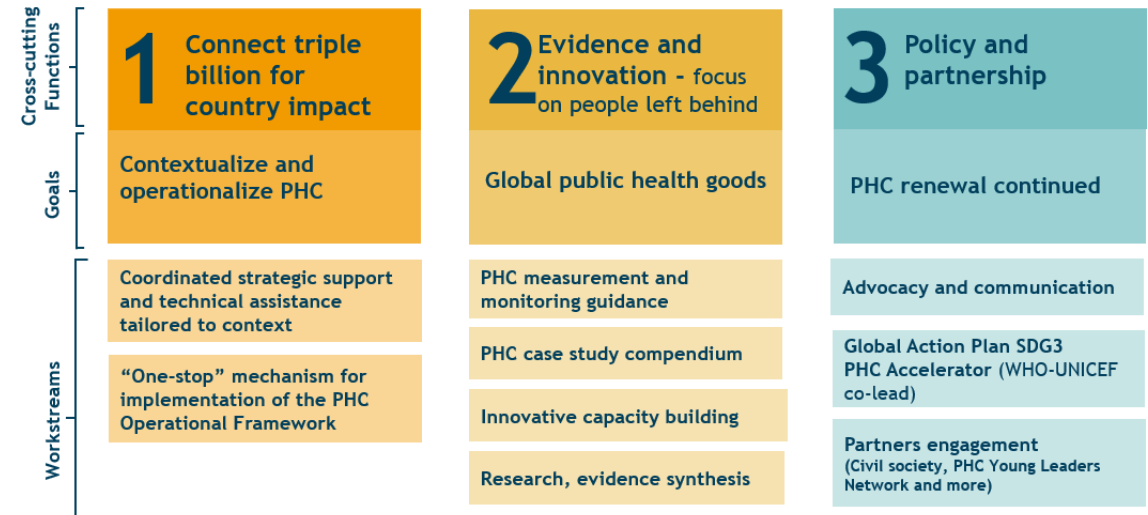 Cross-cutting
Functions
1
Connect triple
billion for
country impact
2
Evidence and
innovation - focus
on people left behind
3
Policy and
partnership
Goals
Contextualize and
operationalize PHC
Global public health goods
PHC renewal continued
Workstreams
Coordinated strategic support
and technical assistance
tailored to context
“One-stop” mechanism for
implementation of the PHC
Operational Framework
PHC measurement and
monitoring guidance
PHC case study compendium
Innovative capacity building
Research, evidence synthesis
Advocacy and communication
Global Action Plan SDG3
PHC Accelerator (WHO-UNICEF
co-lead)
Partners engagement
(Civil society, PHC Young Leaders
Network and more)